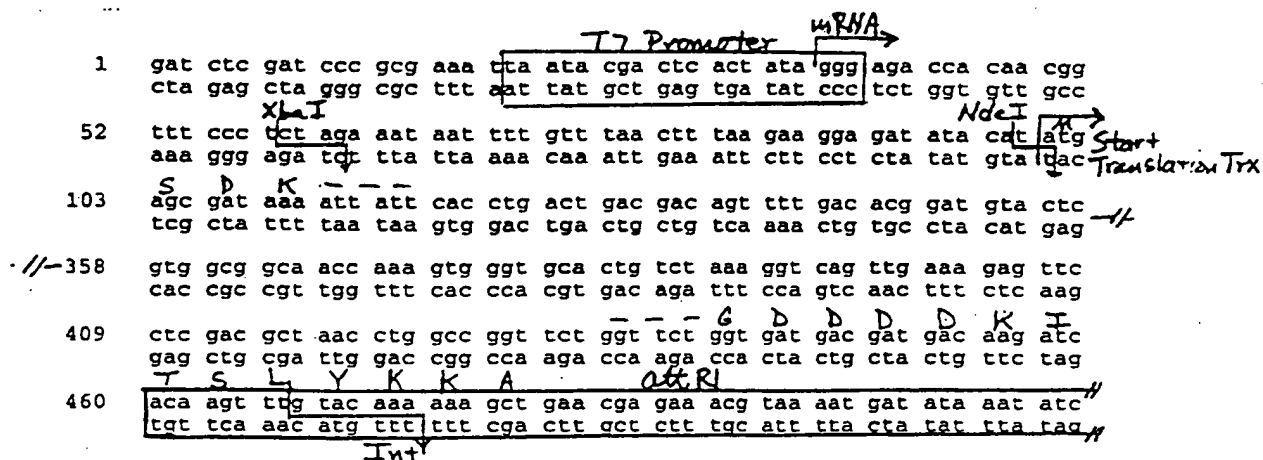 T7 Promoter mRNA
1 gat ctc gat ccc gcg aaa tta ata cga ctc act ata ggg aga cca caa cgg
cta gag cta ggg cgc ttt aat tat gct gag tga tat ccc tct ggt gtt gcc
XbaI NdeI
52 ttt ccc tct aga aat aat ttt gtt taa ctt taa gaa gga gat ata cat atg
M
aaa ggg aga tct tta tta aaa caa att gaa att ctt cct cta tat gta tac
Start
Translation Trx
S D K - - -
103 agc gat aaa att att cac ctg act gac gac agt ttt gac acg gat gta ctc
tcg cta ttt taa taa gtg gac tga ctg ctg tca aaa ctg tgc cta cat gag
358 gtg gcg gca acc aaa gtg ggt gca ctg tct aaa ggt cag ttg aaa gag ttc
cac cgc cgt tgg ttt cac cca cgt gac aga ttt cca gtc aac ttt ctc aag
- - - G D D D D K I
409 ctc gac gct aac ctg gcc ggt tct ggt tct ggt gat gac gat gac aag atc
gag ctg cga ttg gac cgg cca aga cca aga cca cta ctg cta ctg ttc tag
T S L Y K K A attR1
460 aca agt ttg tac aaa aaa gct gaa cga gaa acg taa aat gat ata aat atc
tgt tca aac atg ttt ttt cga ctt gct ctt tgc att tta cta tat tta tag
Int